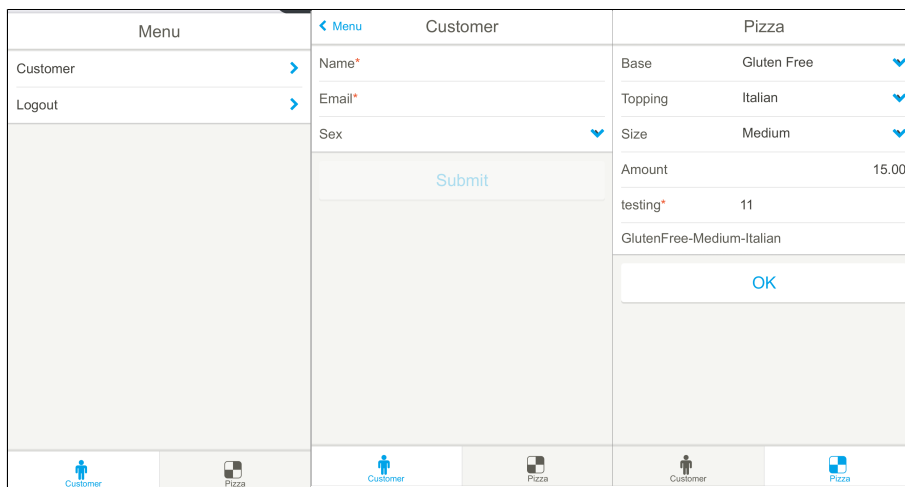 Menu
Customer
Logout
Customer
Pizza
Menu
Customer
Name*
Email*
Sex
Submit
Customer
Pizza
Pizza
Base Gluten Free
Topping Italian
Size Medium
Amount 15.00
testing* 11
GlutenFree-Medium-Italian
OK
Customer
Pizza